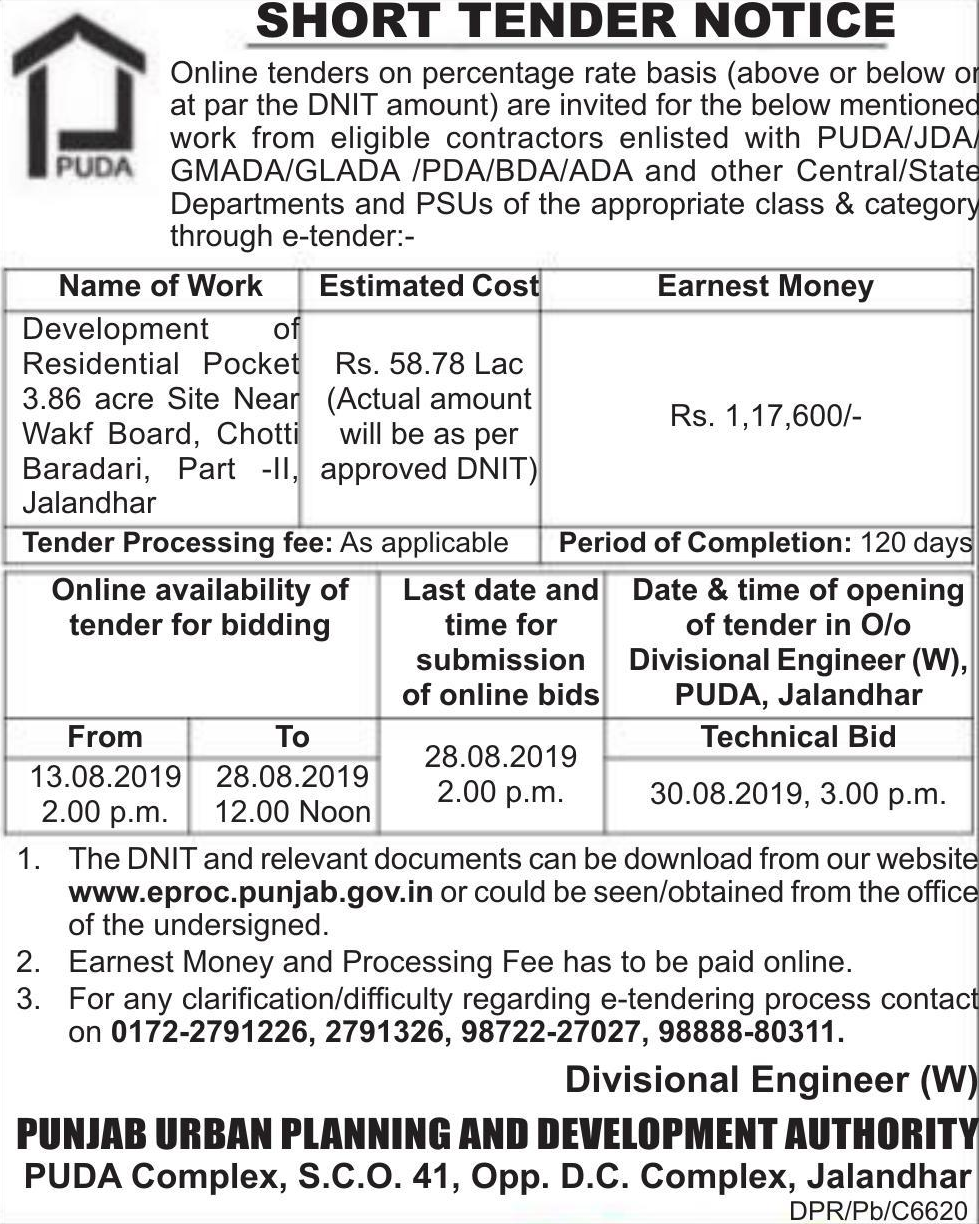 SHORT TENDER NOTICE
PUDA
Online tenders on percentage rate basis (above or below or
at par the DNIT amount) are invited for the below mentioned
work from eligible contractors enlisted with PUDA/JDA/
GMADA/GLADA /PDA/BDA/ADA and other Central/State
Departments and PSUs of the appropriate class & category
through e-tender:-
Name of Work Estimated Cost Earnest Money
Development of
Residential Pocket
3.86 acre Site Near
Wakf Board, Chotti
Baradari, Part -II,
Jalandhar
Rs. 58.78 Lac
(Actual amount
will be as per
approved DNIT)
Rs. 1,17,600/-
Tender Processing fee: As applicable Period of Completion: 120 days
Online availability of
tender for bidding
Last date and
time for
submission
of online bids
Date & time of opening
of tender in O/o
Divisional Engineer (W),
PUDA, Jalandhar
From To
Technical Bid
13.08.2019
2.00 p.m.
28.08.2019
12.00 Noon
28.08.2019
2.00 p.m.
30.08.2019, 3.00 p.m.
1. The DNIT and relevant documents can be download from our website
www.eproc.punjab.gov.in or could be seen/obtained from the office
of the undersigned.
2. Earnest Money and Processing Fee has to be paid online.
3. For any clarification/difficulty regarding e-tendering process contact
on 0172-2791226, 2791326, 98722-27027, 98888-80311.
Divisional Engineer (W)
PUNJAB URBAN PLANNING AND DEVELOPMENT AUTHORITY
PUDA Complex, S.C.O. 41, Opp. D.C. Complex, Jalandhar
DPR/Pb/C6620